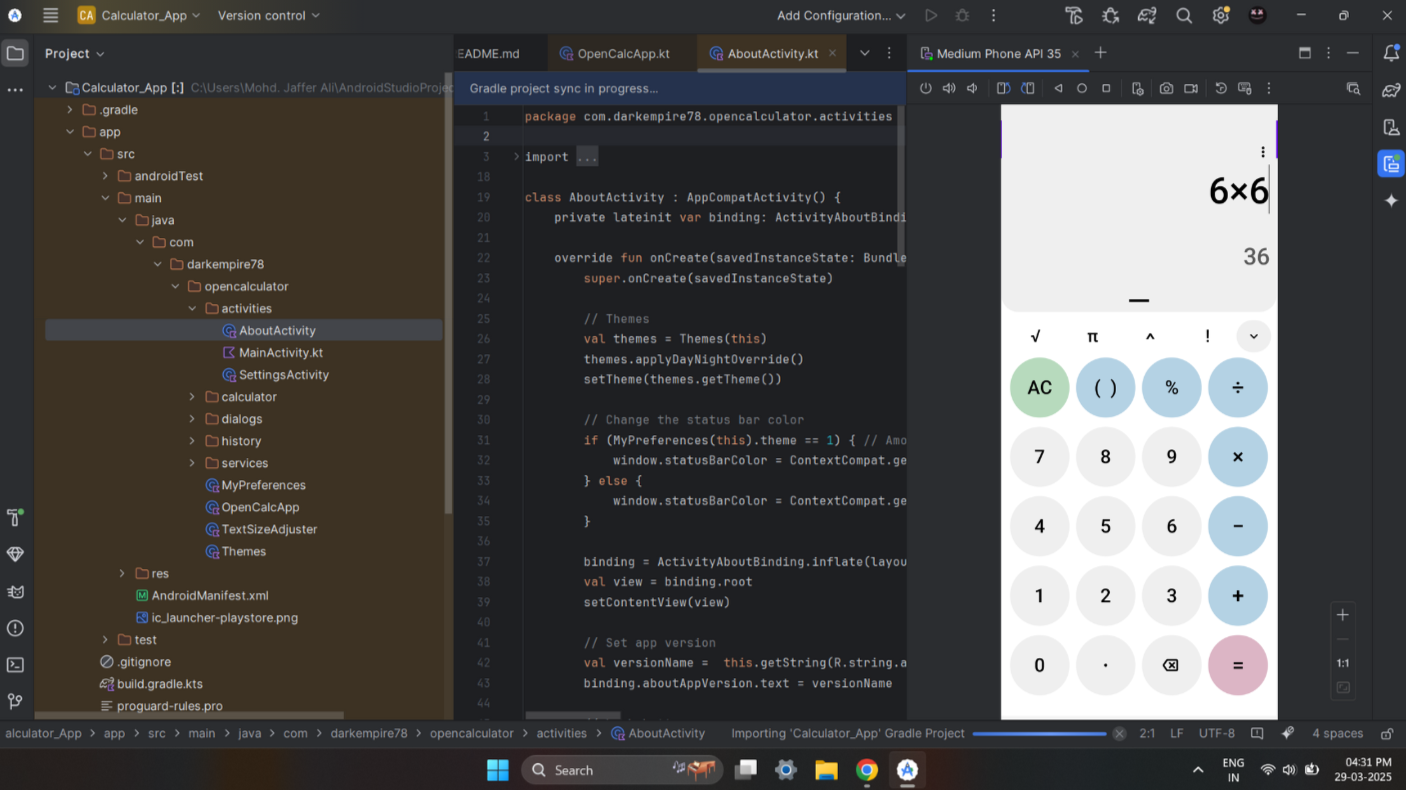 CA Calculator_App Version control Add Configuration...
Project
EADME.md OpenCalcApp.kt AboutActivity.kt
Medium Phone API 35
Calculator_App [:] C:\Users\Mohd. Jaffer Ali\AndroidStudioProjec
.gradle
app
src
androidTest
main
java
com
darkempire78
opencalculator
activities
AboutActivity
MainActivity.kt
SettingsActivity
calculator
dialogs
history
services
MyPreferences
OpenCalcApp
TextSizeAdjuster
Themes
res
AndroidManifest.xml
ic_launcher-playstore.png
test
.gitignore
build.gradle.kts
proguard-rules.pro
Gradle project sync in progress...
1 package com.darkempire78.opencalculator.activities
2
3 import ...
18
19 class AboutActivity : AppCompatActivity() {
20 private lateinit var binding: ActivityAboutBindi
21
22 override fun onCreate(savedInstanceState: Bundle
23 super.onCreate(savedInstanceState)
24
25 // Themes
26 val themes = Themes(this)
27 themes.applyDayNightOverride()
28 setTheme(themes.getTheme())
29
30 // Change the status bar color
31 if (MyPreferences(this).theme == 1) { // Amo
32 window.statusBarColor = ContextCompat.ge
33 } else {
34 window.statusBarColor = ContextCompat.ge
35 }
36
37 binding = ActivityAboutBinding.inflate(layou
38 val view = binding.root
39 setContentView(view)
40
41 // Set app version
42 val versionName = this.getString(R.string.a
43 binding.aboutAppVersion.text = versionName
44
6×6
36
√ π ^ !
AC ( ) % ÷
7 8 9 ×
4 5 6 −
1 2 3 +
0 · =
1:1
alculator_App > app > src > main > java > com > darkempire78 > opencalculator > activities > AboutActivity
Importing 'Calculator_App' Gradle Project 2:1 LF UTF-8 4 spaces
Search
ENG
IN
04:31 PM
29-03-2025